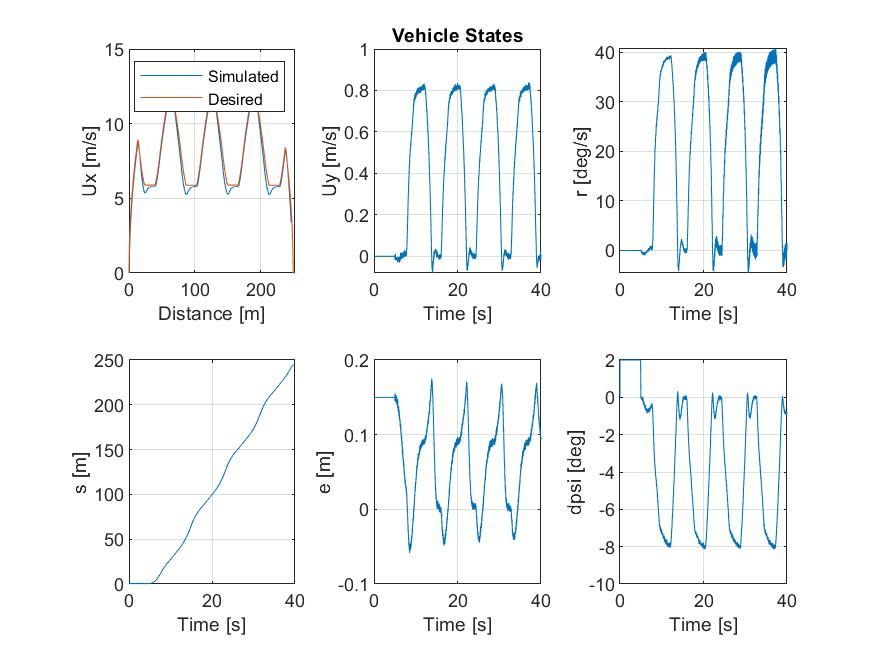 Vehicle States
15
10
5
0
Ux [m/s]
Simulated
Desired
0 100 200
Distance [m]
1
0.8
0.6
0.4
0.2
0
Uy [m/s]
0 20 40
Time [s]
40
30
20
10
0
r [deg/s]
0 20 40
Time [s]
250
200
150
100
50
0
s [m]
0 20 40
Time [s]
0.2
0.1
0
-0.1
e [m]
0 20 40
Time [s]
2
0
-2
-4
-6
-8
-10
dpsi [deg]
0 20 40
Time [s]